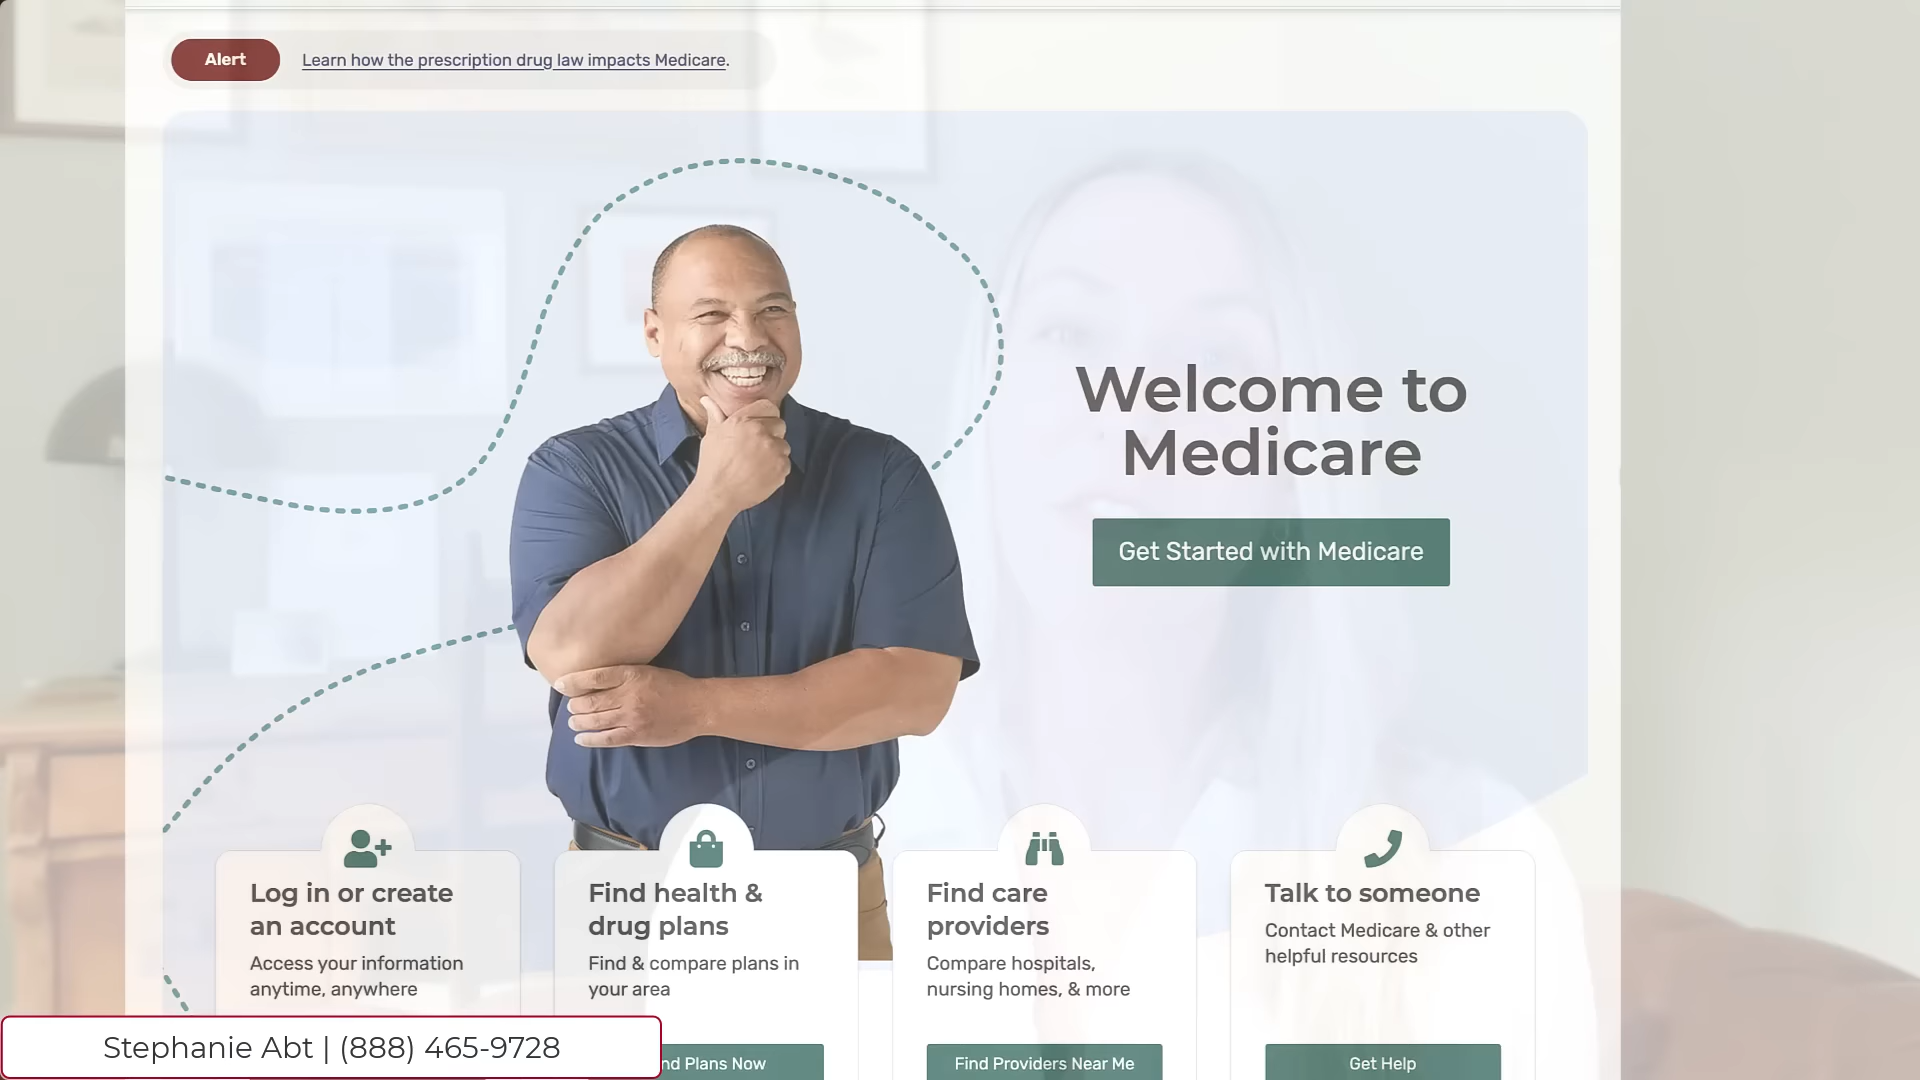 Alert
Learn how the prescription drug law impacts Medicare.
Welcome to
Medicare
Get Started with Medicare
Log in or create
an account
Access your information
anytime, anywhere
Find health &
drug plans
Find & compare plans in
your area
Plans Now
Find care
providers
Compare hospitals,
nursing homes, & more
Find Providers Near Me
Talk to someone
Contact Medicare & other
helpful resources
Get Help
Stephanie Abt | (888) 465-9728